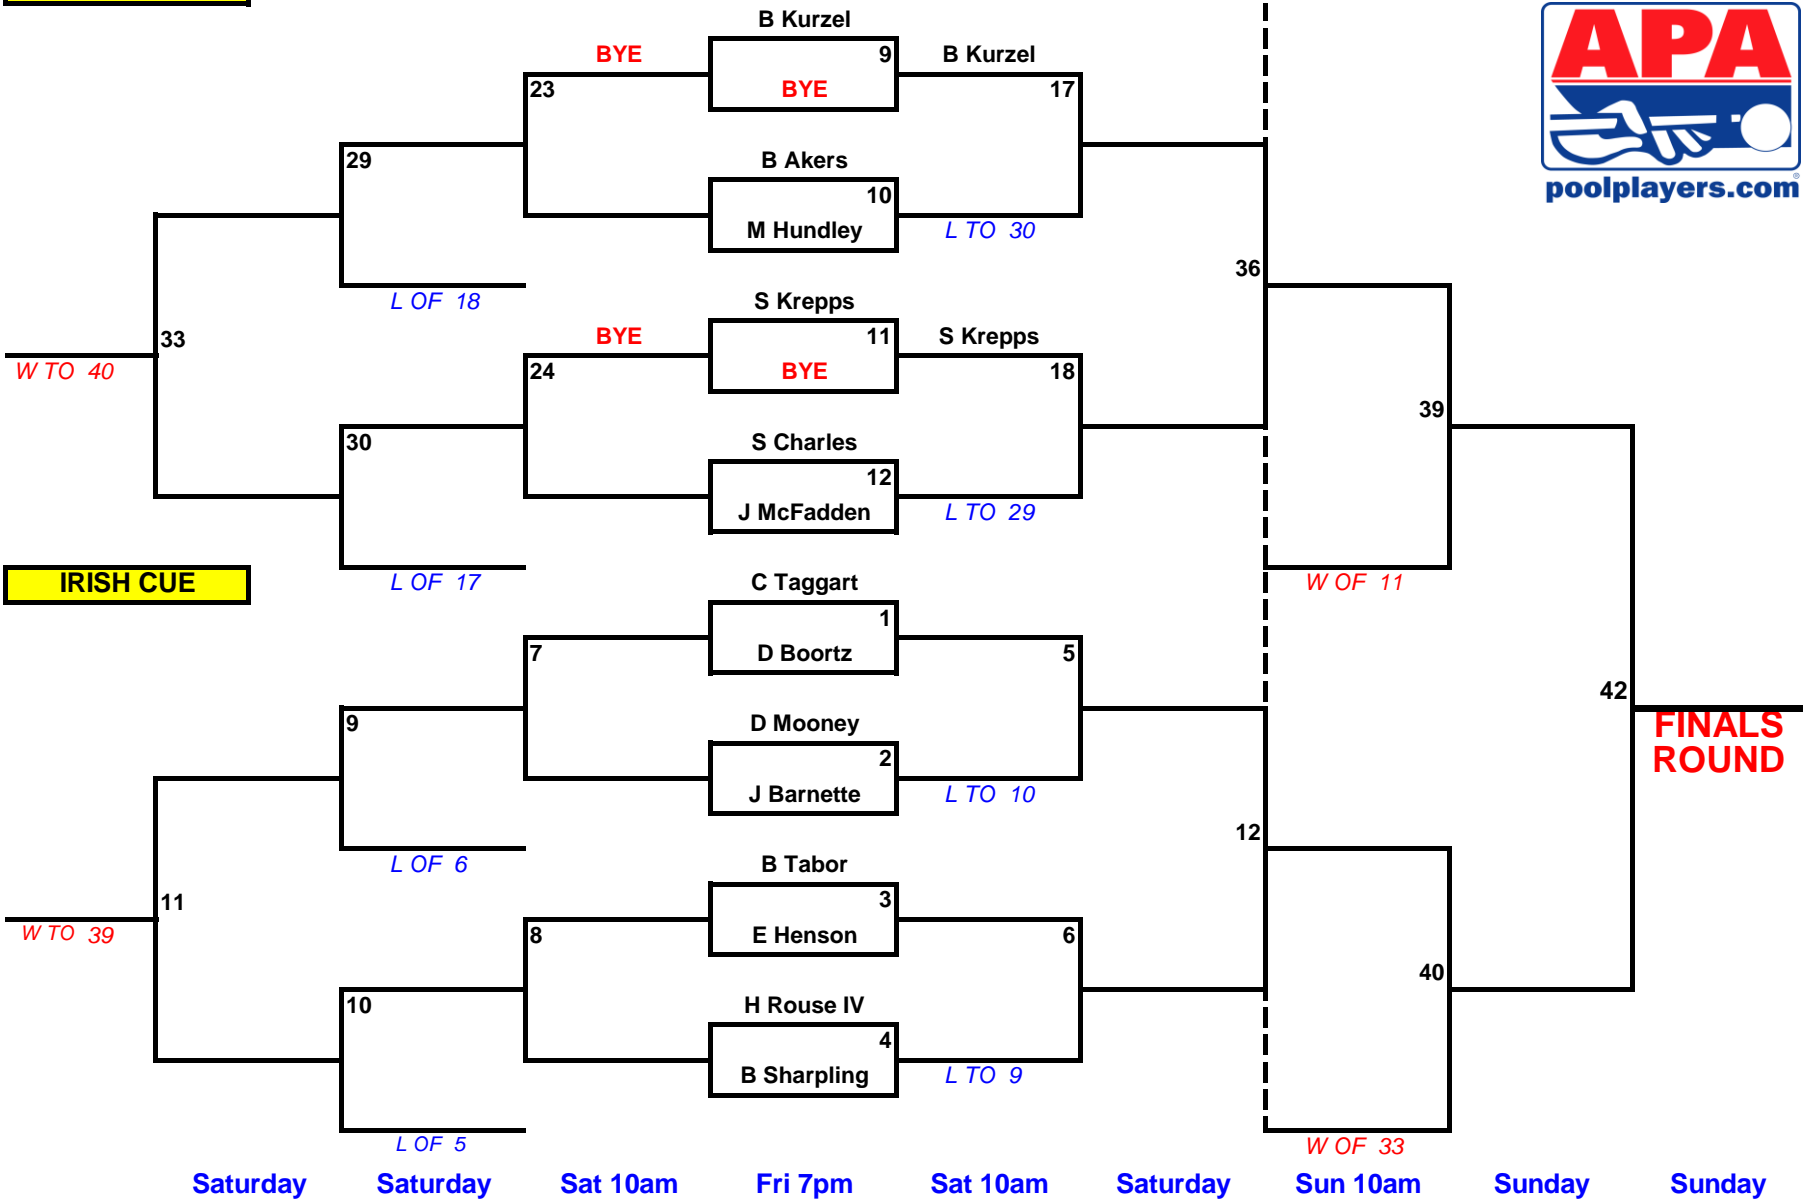 B Kurzel
BYE
9
B Kurzel
23
BYE
17
APA
29
B Akers
10
poolplayers.com
M Hundley
L TO 30
36
L OF 18
S Krepps
33
BYE
11
S Krepps
W TO 40
24
BYE
18
39
30
S Charles
12
J McFadden
L TO 29
IRISH CUE
L OF 17
C Taggart
W OF 11
1
7
D Boortz
5
42
9
D Mooney
FINALS
ROUND
2
J Barnette
L TO 10
12
L OF 6
B Tabor
11
3
W TO 39
8
E Henson
6
40
10
H Rouse IV
4
B Sharpling
L TO 9
L OF 5
W OF 33
Saturday Saturday Sat 10am Fri 7pm Sat 10am Saturday Sun 10am Sunday Sunday